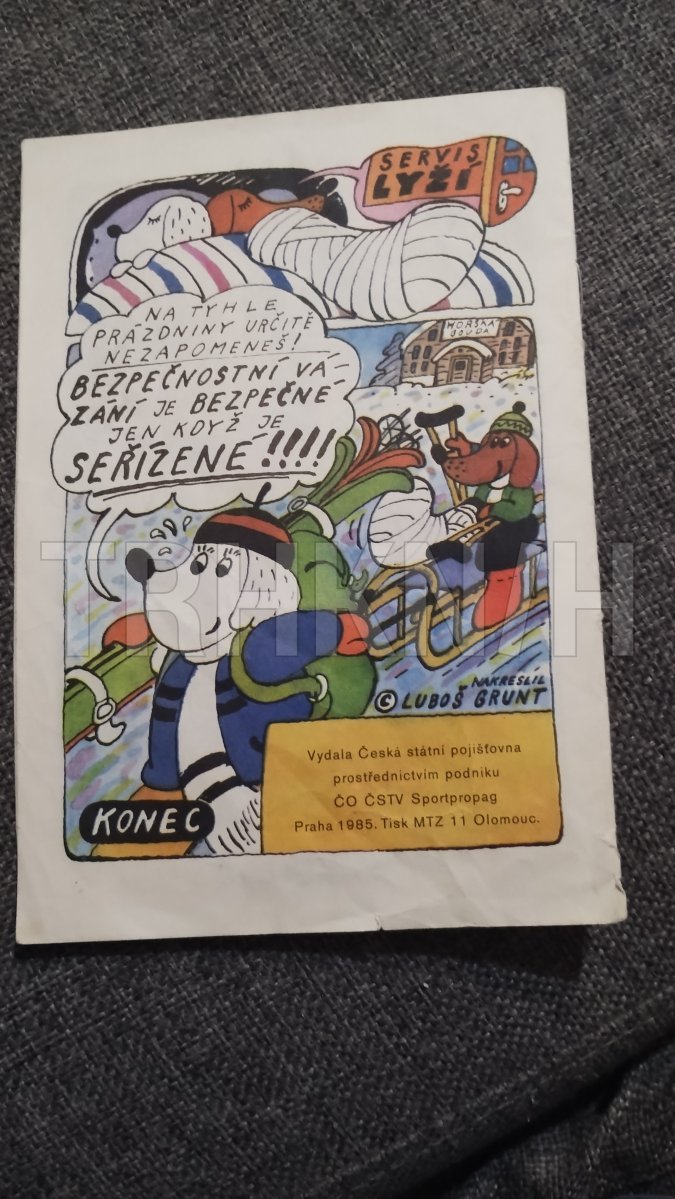 SERVIS
LYŽÍ
NA TYHLE
PRÁZDNINY URČITĚ
NEZAPOMENEŠ!
BEZPEČNOSTNÍ VÁ-
ZÁNÍ JE BEZPEČNÉ
JEN KDYŽ JE
SEŘÍZENÉ!!!!
HORSKÁ
BOUDA
TRHKNIH
NAKRESLIL
© LUBOŠ GRUNT
Vydala Česká státní pojišťovna
prostřednictvím podniku
ČO ČSTV Sportpropag
Praha 1985. Tisk MTZ 11 Olomouc.
KONEC